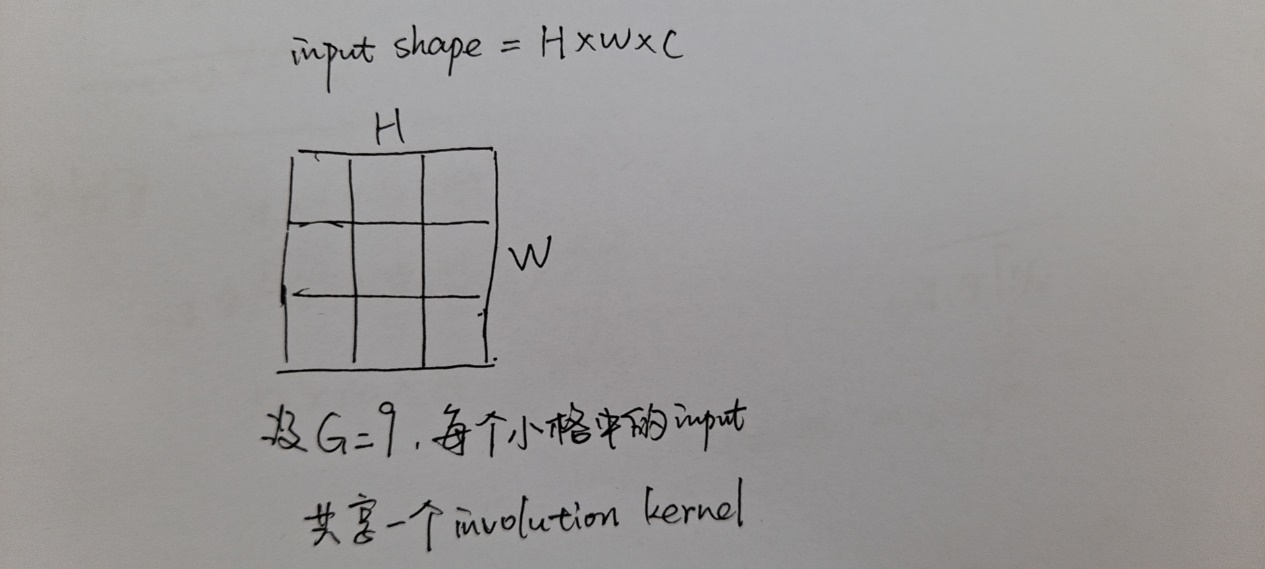 input shape = H×W×C
H
W
设G=9,每个小格中的input
共享一个involution kernel